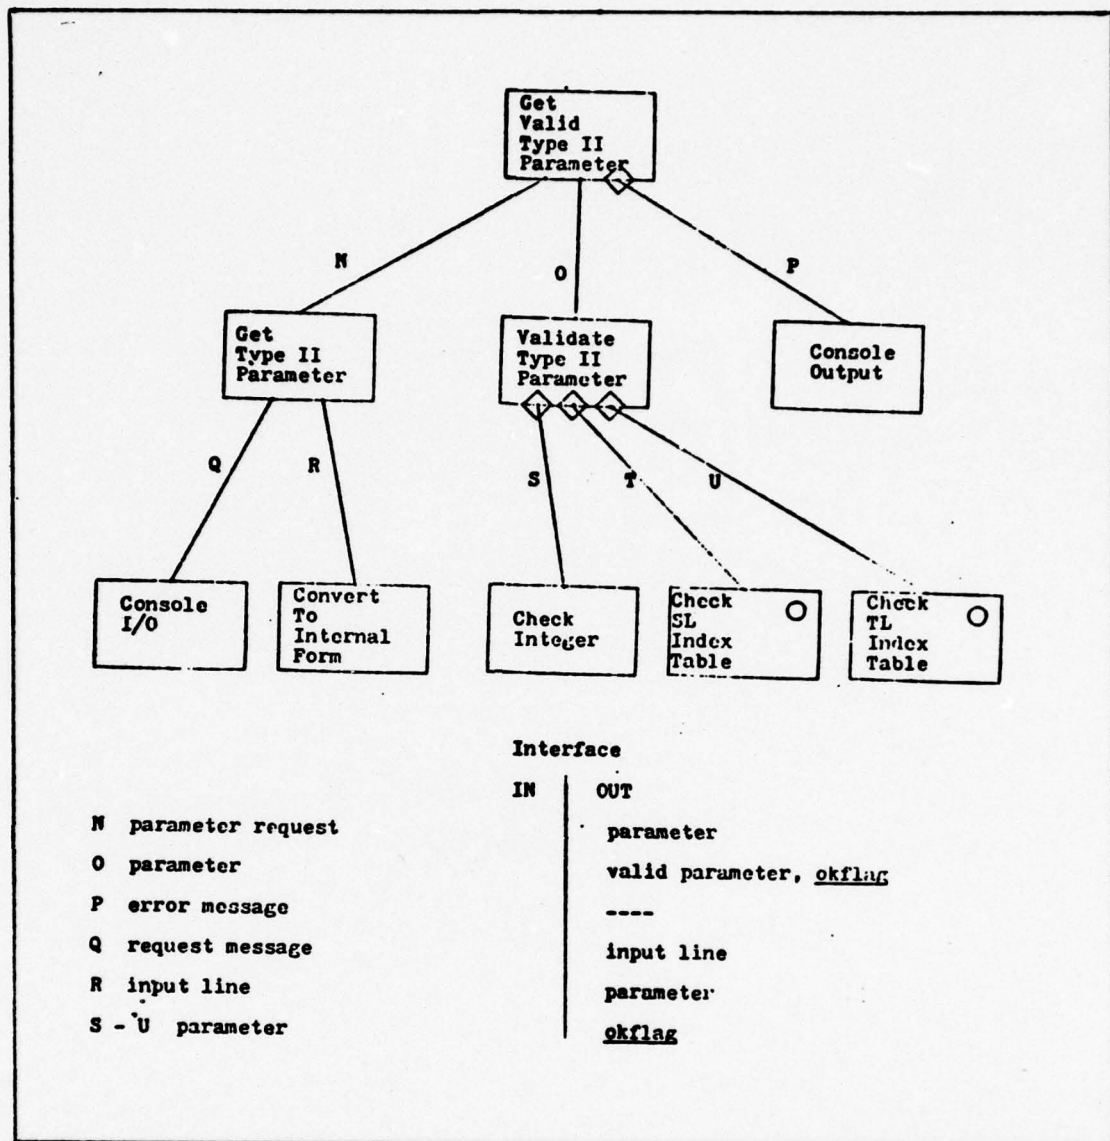 Get
Valid
Type II
Parameter
N
O
P
Get
Type II
Parameter
Validate
Type II
Parameter
Console
Output
Q
R
S
T
U
Console
I/O
Convert
To
Internal
Form
Check
Integer
Check
SL
Index
Table
Check
TL
Index
Table
Interface
IN OUT
N parameter request parameter
O parameter valid parameter, okflag
P error message ----
Q request message input line
R input line parameter
S - U parameter okflag